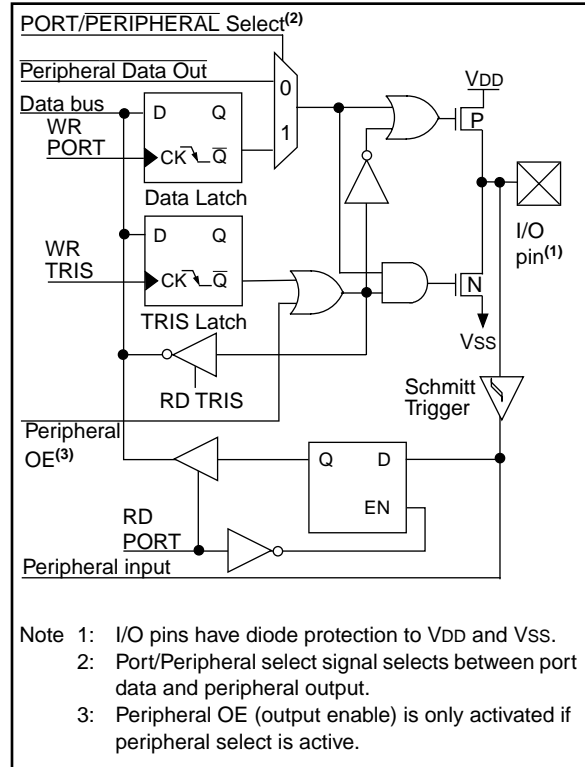 PORT/PERIPHERAL Select(2)
Peripheral Data Out
Data bus
WR
PORT
D
Q
CK
Q
Data Latch
0
1
VDD
P
I/O
pin(1)
WR
TRIS
D
Q
CK
Q
TRIS Latch
N
VSS
RD TRIS
Schmitt
Trigger
Peripheral
OE(3)
Q
D
EN
RD
PORT
Peripheral input
Note 1: I/O pins have diode protection to VDD and VSS.
2: Port/Peripheral select signal selects between port
data and peripheral output.
3: Peripheral OE (output enable) is only activated if
peripheral select is active.